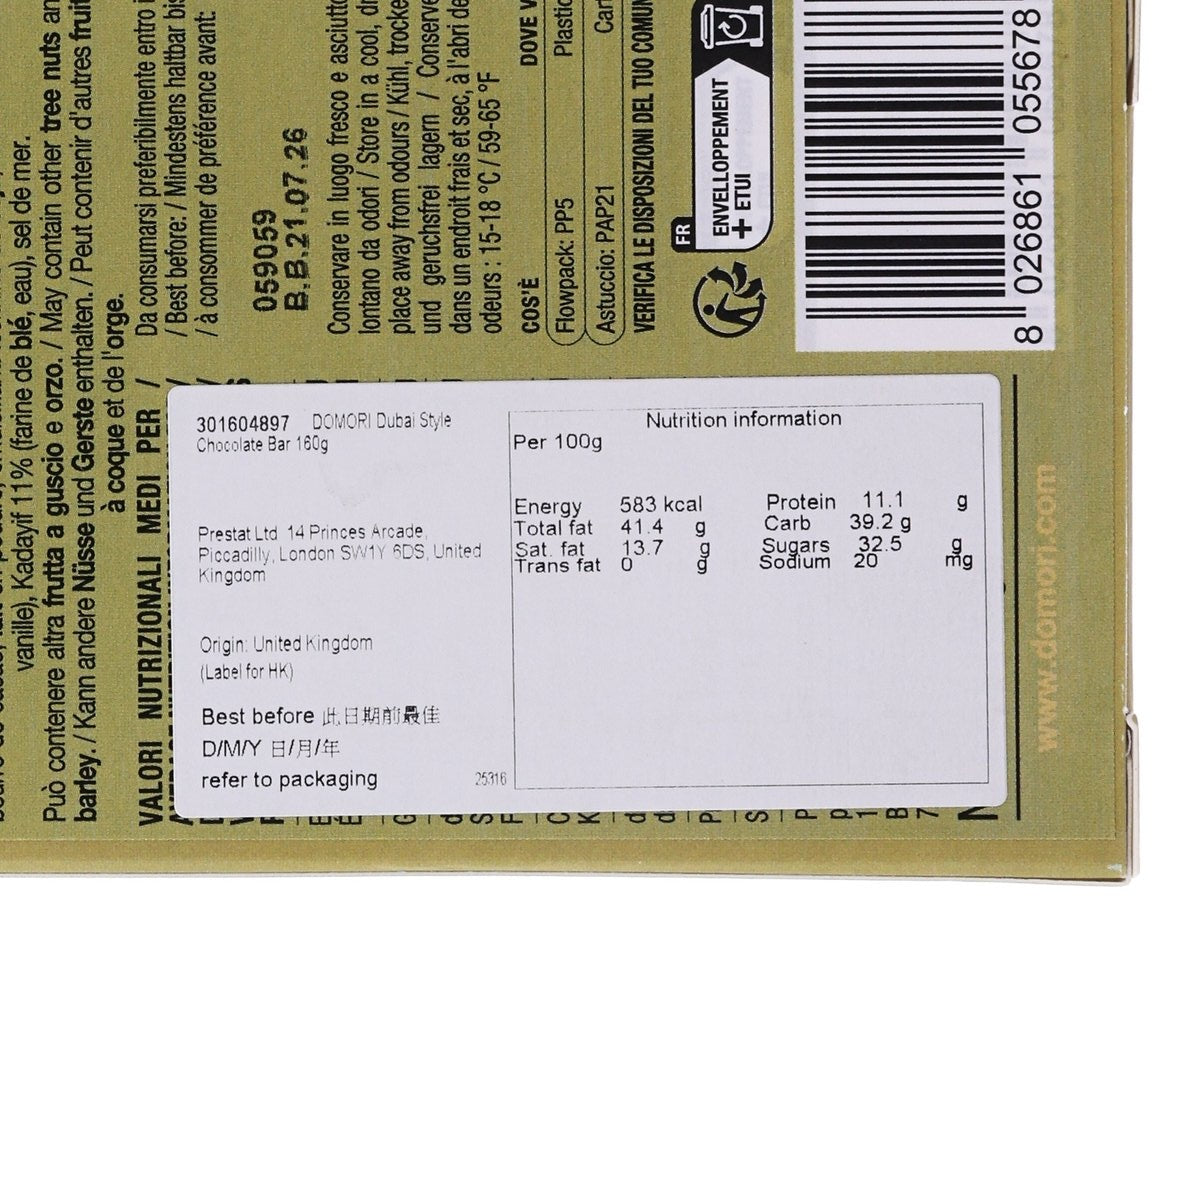 beurre de cacao, lait en poudre,
vanille), Kadayif 11% (farine de blé, eau), sel de mer.
Può contenere altra frutta a guscio e orzo. / May contain other tree nuts and
barley. / Kann andere Nüsse und Gerste enthalten. / Peut contenir d'autres fruits
à coque et de l'orge.
Da consumarsi preferibilmente entro
/ Best before: / Mindestens haltbar bis
/ à consommer de préférence avant:
059059
B.B.21.07.26
Conservare in luogo fresco e asciutto
lontano da odori / Store in a cool,
place away from odours / Kühl, trocken
und geruchsfrei lagern / Conserver
dans un endroit frais et sec, à l'abri des
odeurs : 15-18 °C / 59-65 °F
COS'È DOVE
Flowpack: PP5 Plastic
Astuccio: PAP21
VERIFICA LE DISPOSIZIONI DEL TUO
FR
ENVELLOPPEMENT
+ ETUI
8 026861 055678
www.domori.com
VALORI NUTRIZIONALI MEDI PER /
301604897 DOMORI Dubai Style
Chocolate Bar 160g
Prestat Ltd 14 Princes Arcade,
Piccadilly, London SW1Y 6DS, United
Kingdom
Origin: United Kingdom
(Label for HK)
Best before 此日期前最佳
D/M/Y 日/月/年
refer to packaging
25316
Nutrition information
Per 100g
Energy 583 kcal Protein 11.1 g
Total fat 41.4 g Carb 39.2 g
Sat. fat 13.7 g Sugars 32.5 g
Trans fat 0 g Sodium 20 mg